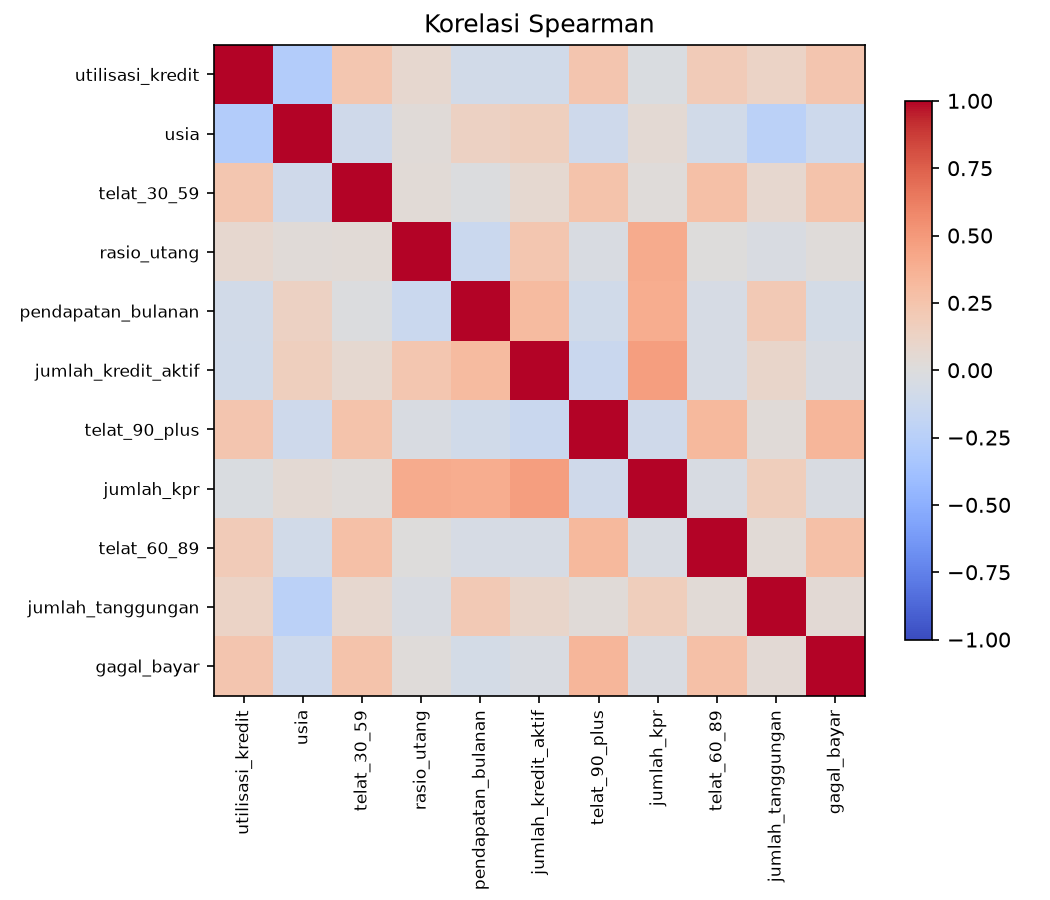 Korelasi Spearman
utilisasi_kredit
usia
telat_30_59
rasio_utang
pendapatan_bulanan
jumlah_kredit_aktif
telat_90_plus
jumlah_kpr
telat_60_89
jumlah_tanggungan
gagal_bayar
utilisasi_kredit
usia
telat_30_59
rasio_utang
pendapatan_bulanan
jumlah_kredit_aktif
telat_90_plus
jumlah_kpr
telat_60_89
jumlah_tanggungan
gagal_bayar
1.00
0.75
0.50
0.25
0.00
−0.25
−0.50
−0.75
−1.00